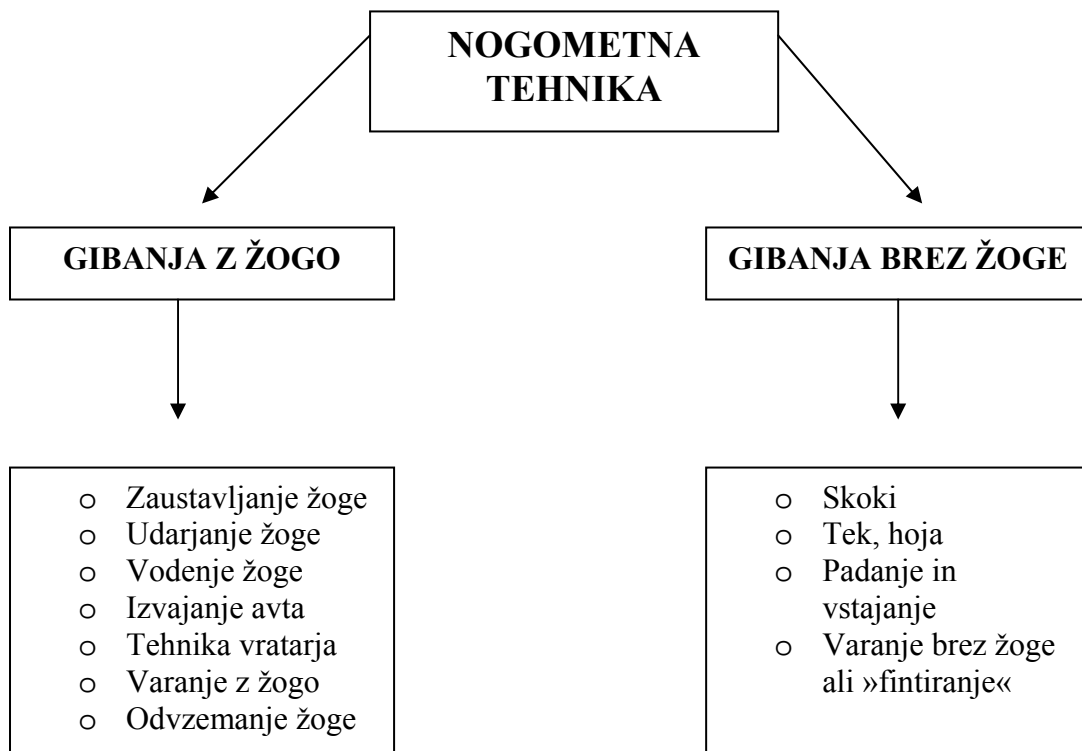 NOGOMETNA
TEHNIKA
GIBANJA Z ŽOGO
GIBANJA BREZ ŽOGE
o Zaustavljanje žoge
o Udarjanje žoge
o Vodenje žoge
o Izvajanje avta
o Tehnika vratarja
o Varanje z žogo
o Odvzemanje žoge
o Skoki
o Tek, hoja
o Padanje in
vstajanje
o Varanje brez žoge
ali »fintiranje«